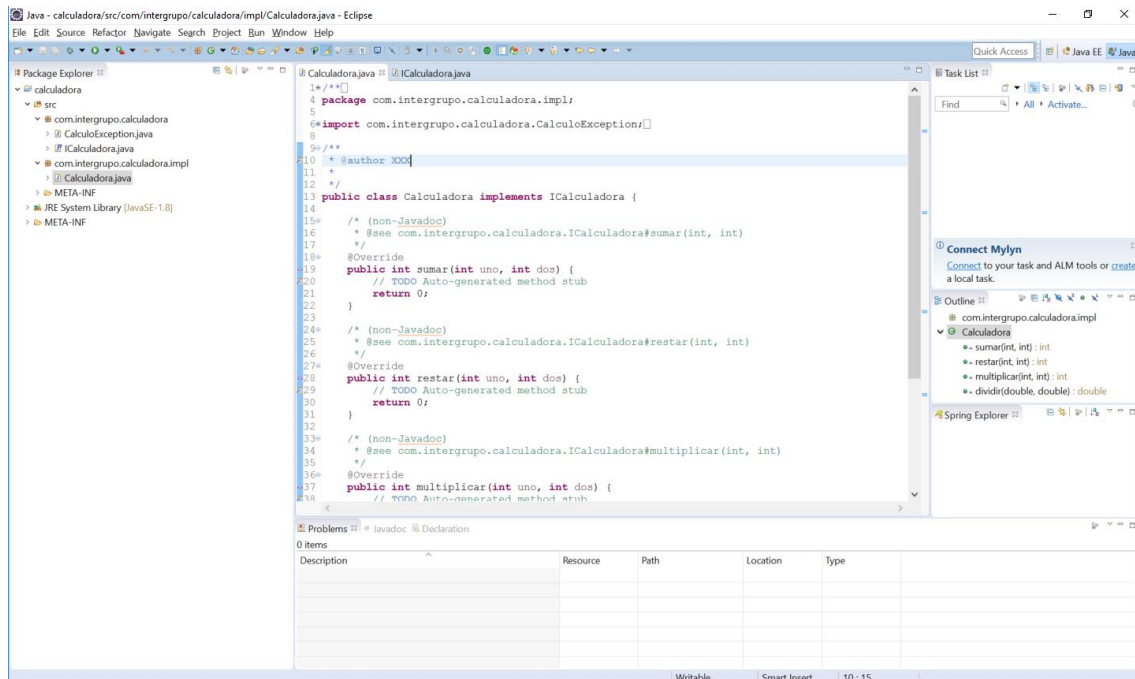 Java - calculadora/src/com/intergrupo/calculadora/impl/Calculadora.java - Eclipse
File Edit Source Refactor Navigate Search Project Run Window Help
Quick Access
Java EE
Java
Package Explorer
calculadora
src
com.intergrupo.calculadora
CalculoException.java
ICalculadora.java
com.intergrupo.calculadora.impl
Calculadora.java
META-INF
JRE System Library [JavaSE-1.8]
META-INF
Calculadora.java ICalculadora.java
1 /**
4 package com.intergrupo.calculadora.impl;
5
6 import com.intergrupo.calculadora.CalculoException;
8
9 /**
10 * @author XXX
11 *
12 */
13 public class Calculadora implements ICalculadora {
14
15 /* (non-Javadoc)
16 * @see com.intergrupo.calculadora.ICalculadora#sumar(int, int)
17 */
18 @Override
19 public int sumar(int uno, int dos) {
20 // TODO Auto-generated method stub
21 return 0;
22 }
23
24 /* (non-Javadoc)
25 * @see com.intergrupo.calculadora.ICalculadora#restar(int, int)
26 */
27 @Override
28 public int restar(int uno, int dos) {
29 // TODO Auto-generated method stub
30 return 0;
31 }
32
33 /* (non-Javadoc)
34 * @see com.intergrupo.calculadora.ICalculadora#multiplicar(int, int)
35 */
36 @Override
37 public int multiplicar(int uno, int dos) {
38 // TODO Auto-generated method stub
Task List
Find All Activate...
Connect Mylyn
Connect to your task and ALM tools or create
a local task.
Outline
com.intergrupo.calculadora.impl
Calculadora
sumar(int, int) : int
restar(int, int) : int
multiplicar(int, int) : int
dividir(double, double) : double
Spring Explorer
Problems Javadoc Declaration
0 items
Description Resource Path Location Type
Writable Smart Insert 10 : 15